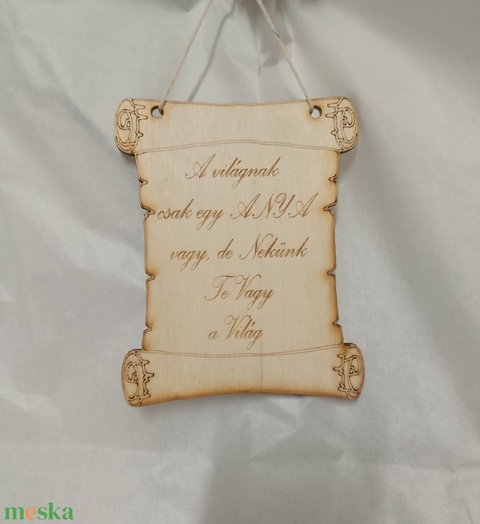 A világnak
csak egy ANYA
vagy, de Nekünk
Te Vagy
a Világ
meska